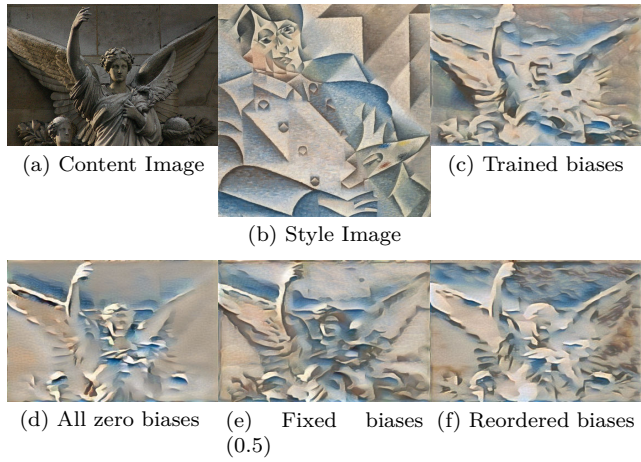 (a) Content Image
(b) Style Image
(c) Trained biases
(d) All zero biases
(e) Fixed biases
(0.5)
(f) Reordered biases